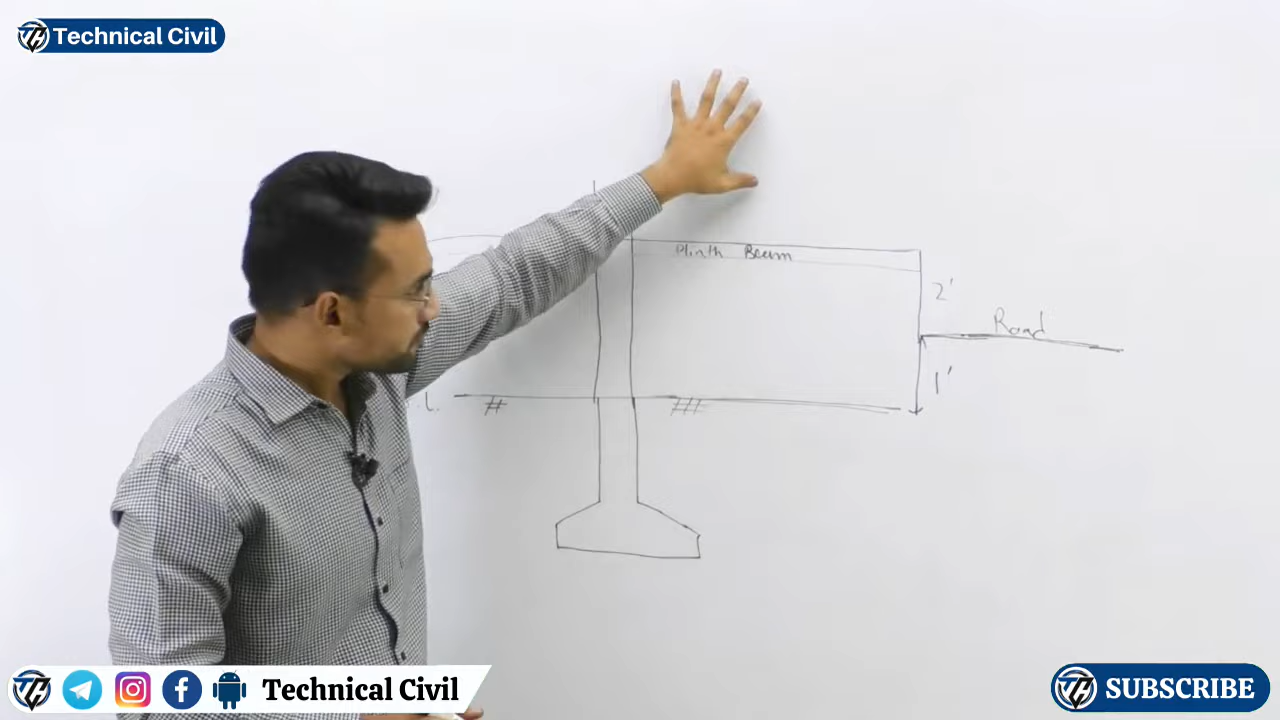 Technical Civil
Plinth Beam
2'
Road
1'
.L.
Technical Civil
SUBSCRIBE